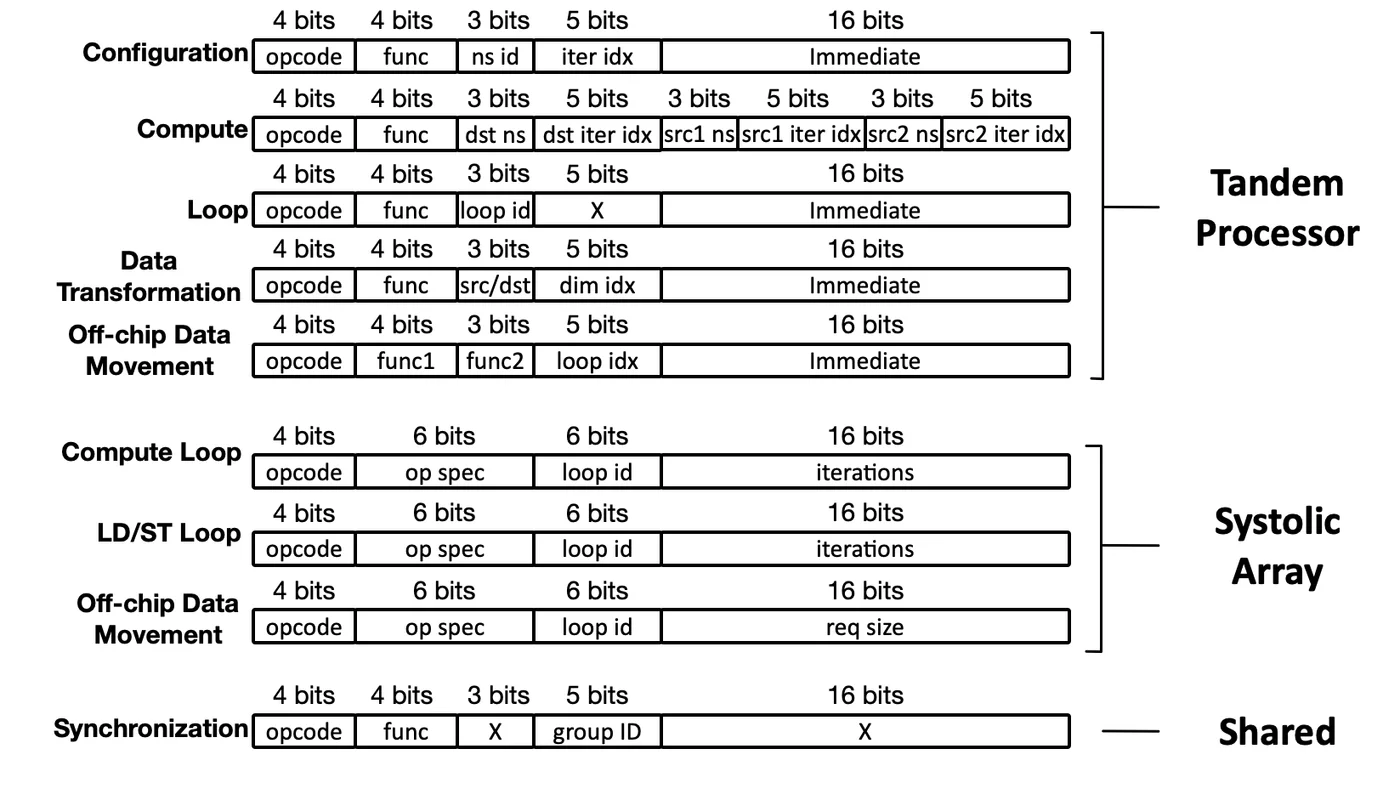 4 bits 4 bits 3 bits 5 bits 16 bits
Configuration opcode func ns id iter idx Immediate
4 bits 4 bits 3 bits 5 bits 3 bits 5 bits 3 bits 5 bits
Compute opcode func dst ns dst iter idx src1 ns src1 iter idx src2 ns src2 iter idx
4 bits 4 bits 3 bits 5 bits 16 bits
Loop opcode func loop id X Immediate
4 bits 4 bits 3 bits 5 bits 16 bits
Data
Transformation opcode func src/dst dim idx Immediate
4 bits 4 bits 3 bits 5 bits 16 bits
Off-chip Data
Movement opcode func1 func2 loop idx Immediate
Tandem
Processor
4 bits 6 bits 6 bits 16 bits
Compute Loop opcode op spec loop id iterations
4 bits 6 bits 6 bits 16 bits
LD/ST Loop opcode op spec loop id iterations
4 bits 6 bits 6 bits 16 bits
Off-chip Data
Movement opcode op spec loop id req size
Systolic
Array
4 bits 4 bits 3 bits 5 bits 16 bits
Synchronization opcode func X group ID X
Shared